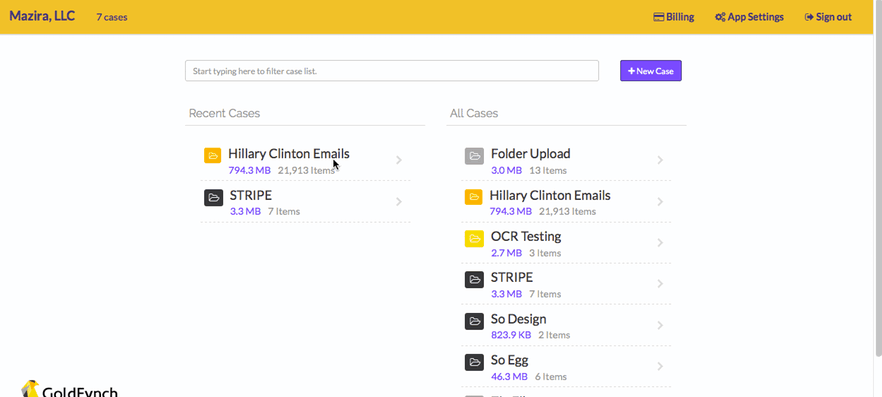 Mazira, LLC
7 cases
Billing
App Settings
Sign out
Start typing here to filter case list.
+ New Case
Recent Cases
Hillary Clinton Emails
794.3 MB 21,913 Items
STRIPE
3.3 MB 7 Items
All Cases
Folder Upload
3.0 MB 13 Items
Hillary Clinton Emails
794.3 MB 21,913 Items
OCR Testing
2.7 MB 3 Items
STRIPE
3.3 MB 7 Items
So Design
823.9 KB 2 Items
So Egg
46.3 MB 6 Items
GoldFynch